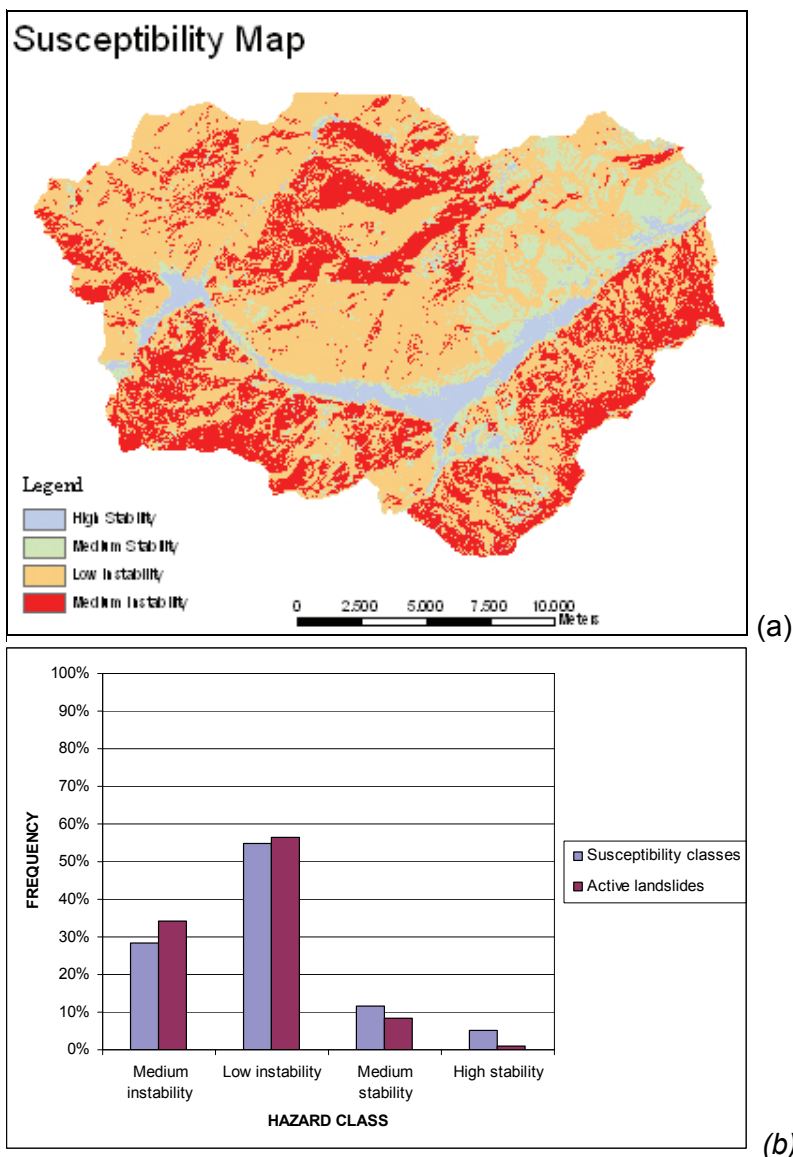 Susceptibility Map
Legend
High Stability
Medium Stability
Low Instability
Medium Instability
0 2.500 5.000 7.500 10.000
Meters
(a)
100%
90%
80%
70%
60%
50%
40%
30%
20%
10%
0%
FREQUENCY
Medium instability
Low instability
Medium stability
High stability
HAZARD CLASS
Susceptibility classes
Active landslides
(b)